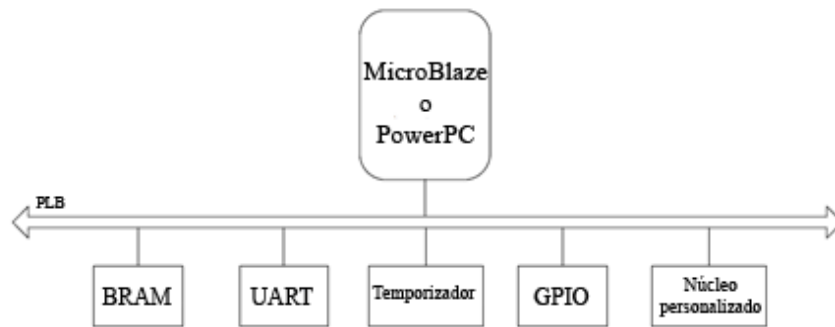 MicroBlaze
o
PowerPC
PLB
BRAM
UART
Temporizador
GPIO
Núcleo
personalizado